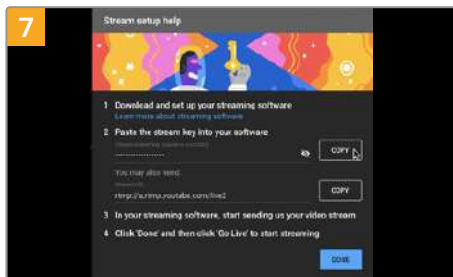 7
Stream setup help
1 Download and set up your streaming software
Learn more about streaming software
2 Paste the stream key into your software
COPY
You may also need:
rtmp://a.rtmp.youtube.com/live2
COPY
3 In your streaming software, start sending us your video stream
4 Click 'Done' and then click 'Go Live' to start streaming
DONE